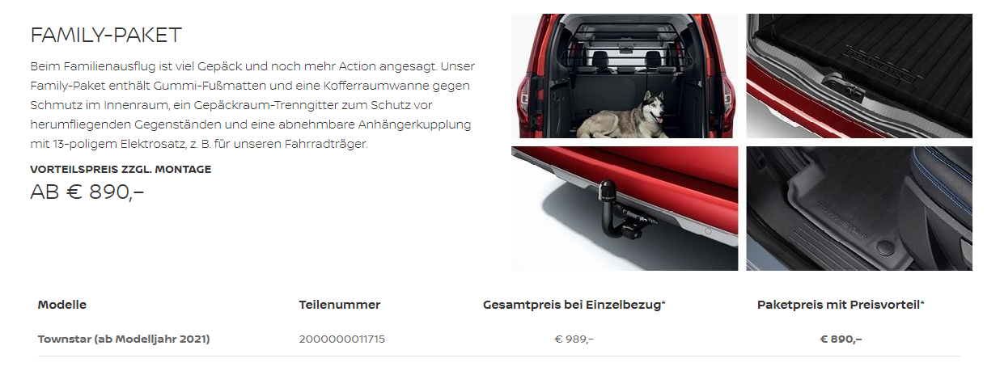 FAMILY-PAKET
Beim Familienausflug ist viel Gepäck und noch mehr Action angesagt. Unser
Family-Paket enthält Gummi-Fußmatten und eine Kofferraumwanne gegen
Schmutz im Innenraum, ein Gepäckraum-Trenngitter zum Schutz vor
herumfliegenden Gegenständen und eine abnehmbare Anhängerkupplung
mit 13-poligem Elektrosatz, z. B. für unseren Fahrradträger.
VORTEILSPREIS ZZGL. MONTAGE
AB € 890,–
TOWNSTAR
Modelle Teilenummer Gesamtpreis bei Einzelbezug* Paketpreis mit Preisvorteil*
Townstar (ab Modelljahr 2021) 2000000011715 € 989,– € 890,–